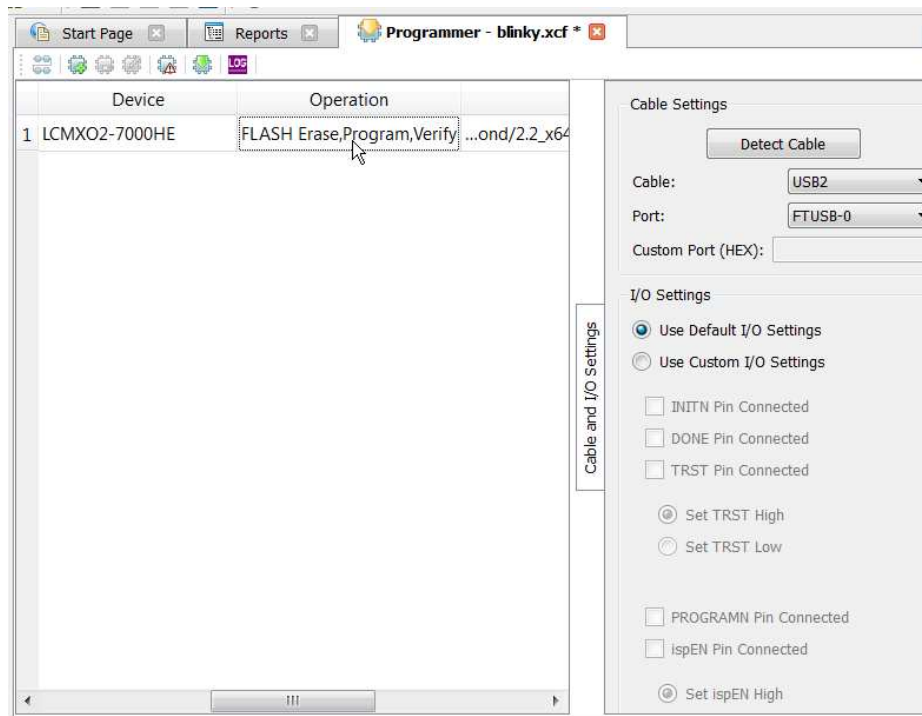 Start Page Reports Programmer - blinky.xcf *
LOG
Device Operation
1 LCMXO2-7000HE FLASH Erase,Program,Verify ...ond/2.2_x64
Cable and I/O Settings
Cable Settings
Detect Cable
Cable: USB2
Port: FTUSB-0
Custom Port (HEX):
I/O Settings
Use Default I/O Settings
Use Custom I/O Settings
INITN Pin Connected
DONE Pin Connected
TRST Pin Connected
Set TRST High
Set TRST Low
PROGRAMN Pin Connected
ispEN Pin Connected
Set ispEN High